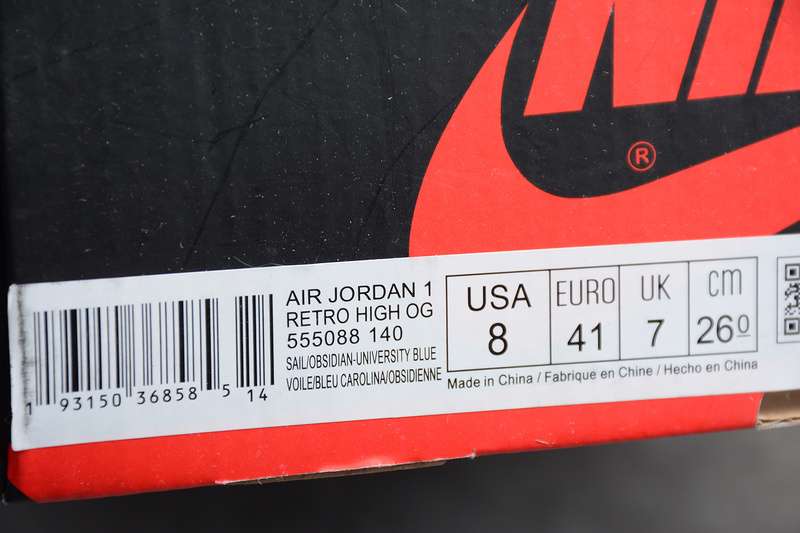 NIK
®
AIR JORDAN 1
RETRO HIGH OG
555088 140
SAIL/OBSIDIAN-UNIVERSITY BLUE
VOILE/BLEU CAROLINA/OBSIDIENNE
1 93150 36858 5 14
USA EURO UK cm
8 41 7 26 0
Made in China / Fabrique en Chine / Hecho en China